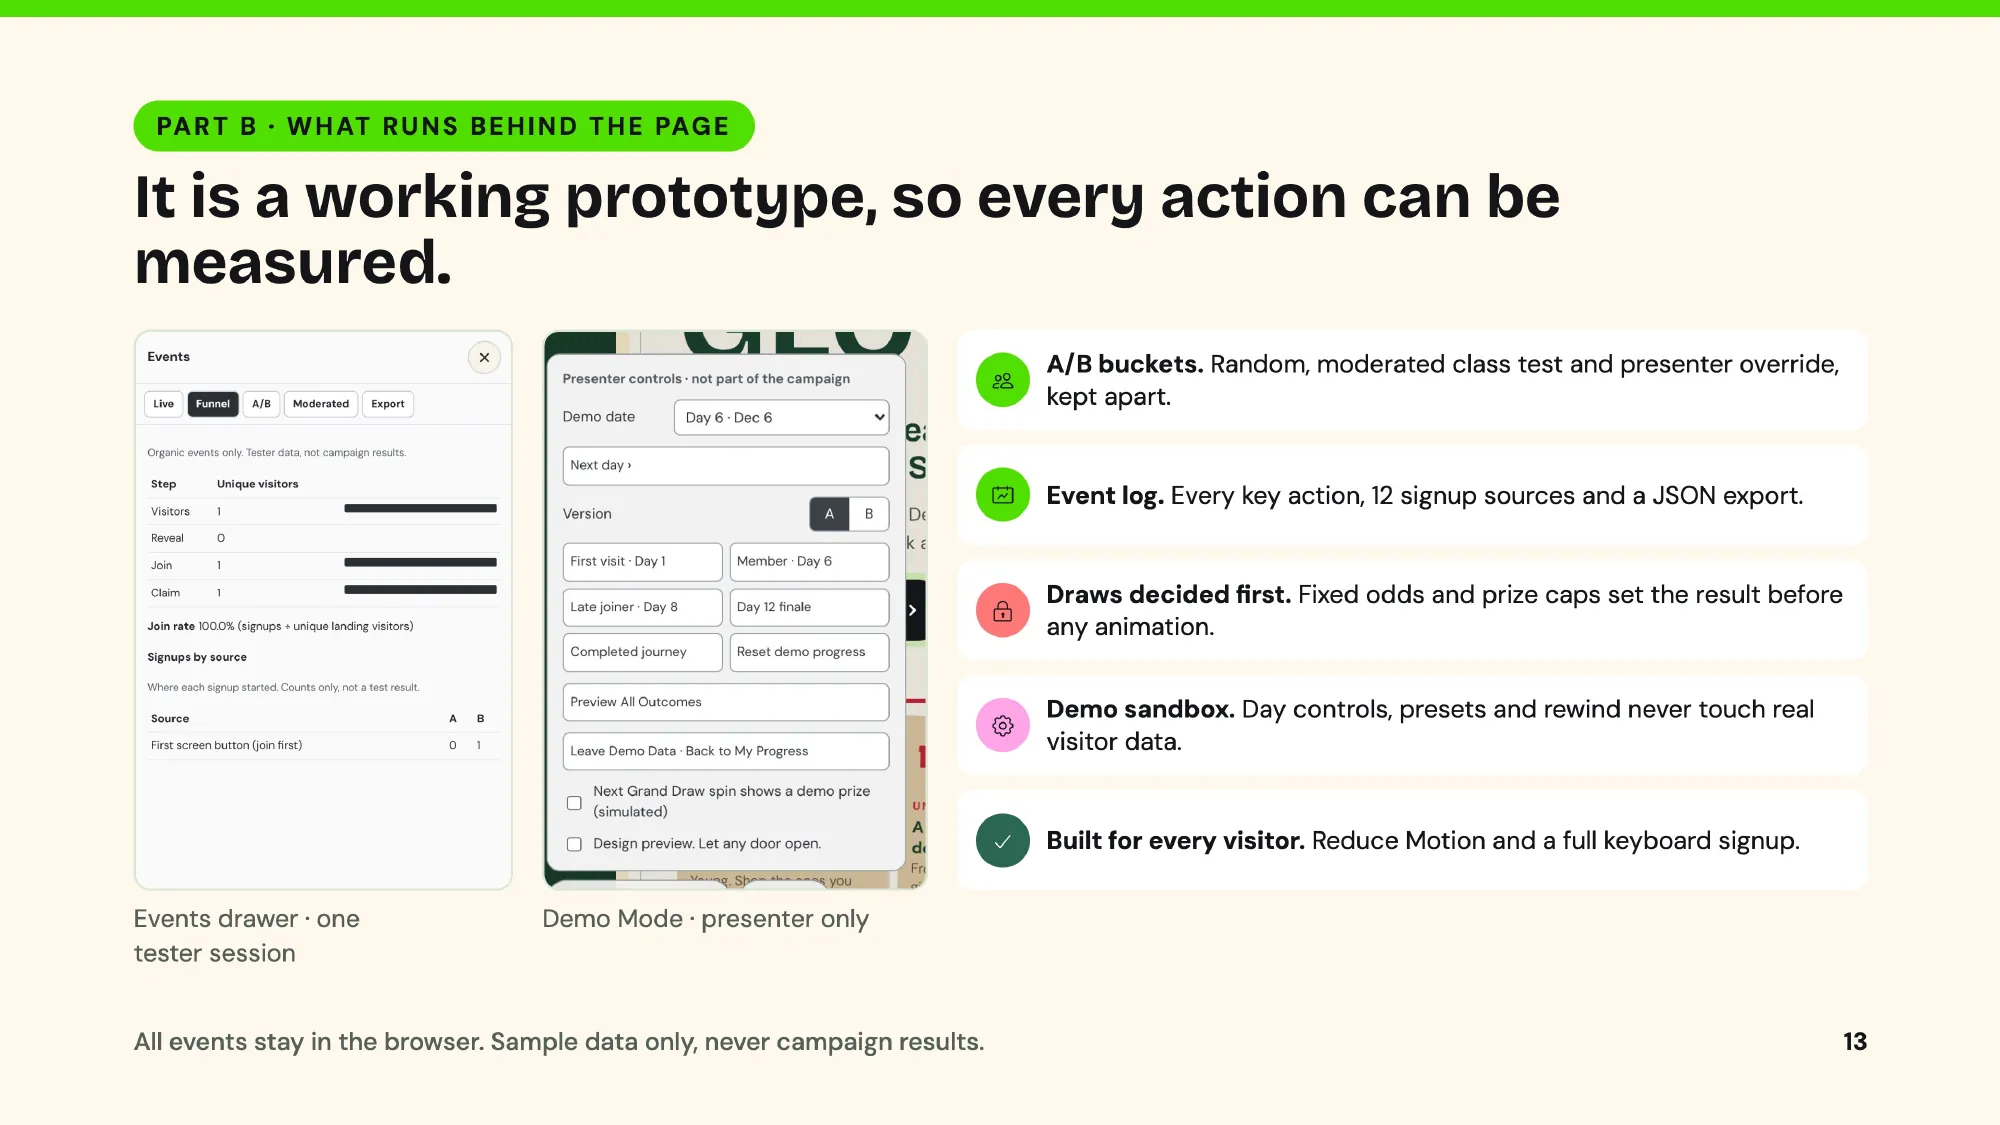 PART B · WHAT RUNS BEHIND THE PAGE
It is a working prototype, so every action can be
measured.
Events
Live Funnel A/B Moderated Export
Organic events only. Tester data, not campaign results.
Step Unique visitors
Visitors 1
Reveal 0
Join 1
Claim 1
Join rate 100.0% (signups ÷ unique landing visitors)
Signups by source
Where each signup started. Counts only, not a test result.
Source A B
First screen button (join first) 0 1
Events drawer · one
tester session
Presenter controls · not part of the campaign
Demo date Day 6 · Dec 6
Next day ›
Version A B
First visit · Day 1 Member · Day 6
Late joiner · Day 8 Day 12 finale
Completed journey Reset demo progress
Preview All Outcomes
Leave Demo Data · Back to My Progress
Next Grand Draw spin shows a demo prize
(simulated)
Design preview. Let any door open.
Demo Mode · presenter only
A/B buckets. Random, moderated class test and presenter override,
kept apart.
Event log. Every key action, 12 signup sources and a JSON export.
Draws decided first. Fixed odds and prize caps set the result before
any animation.
Demo sandbox. Day controls, presets and rewind never touch real
visitor data.
Built for every visitor. Reduce Motion and a full keyboard signup.
All events stay in the browser. Sample data only, never campaign results.
13